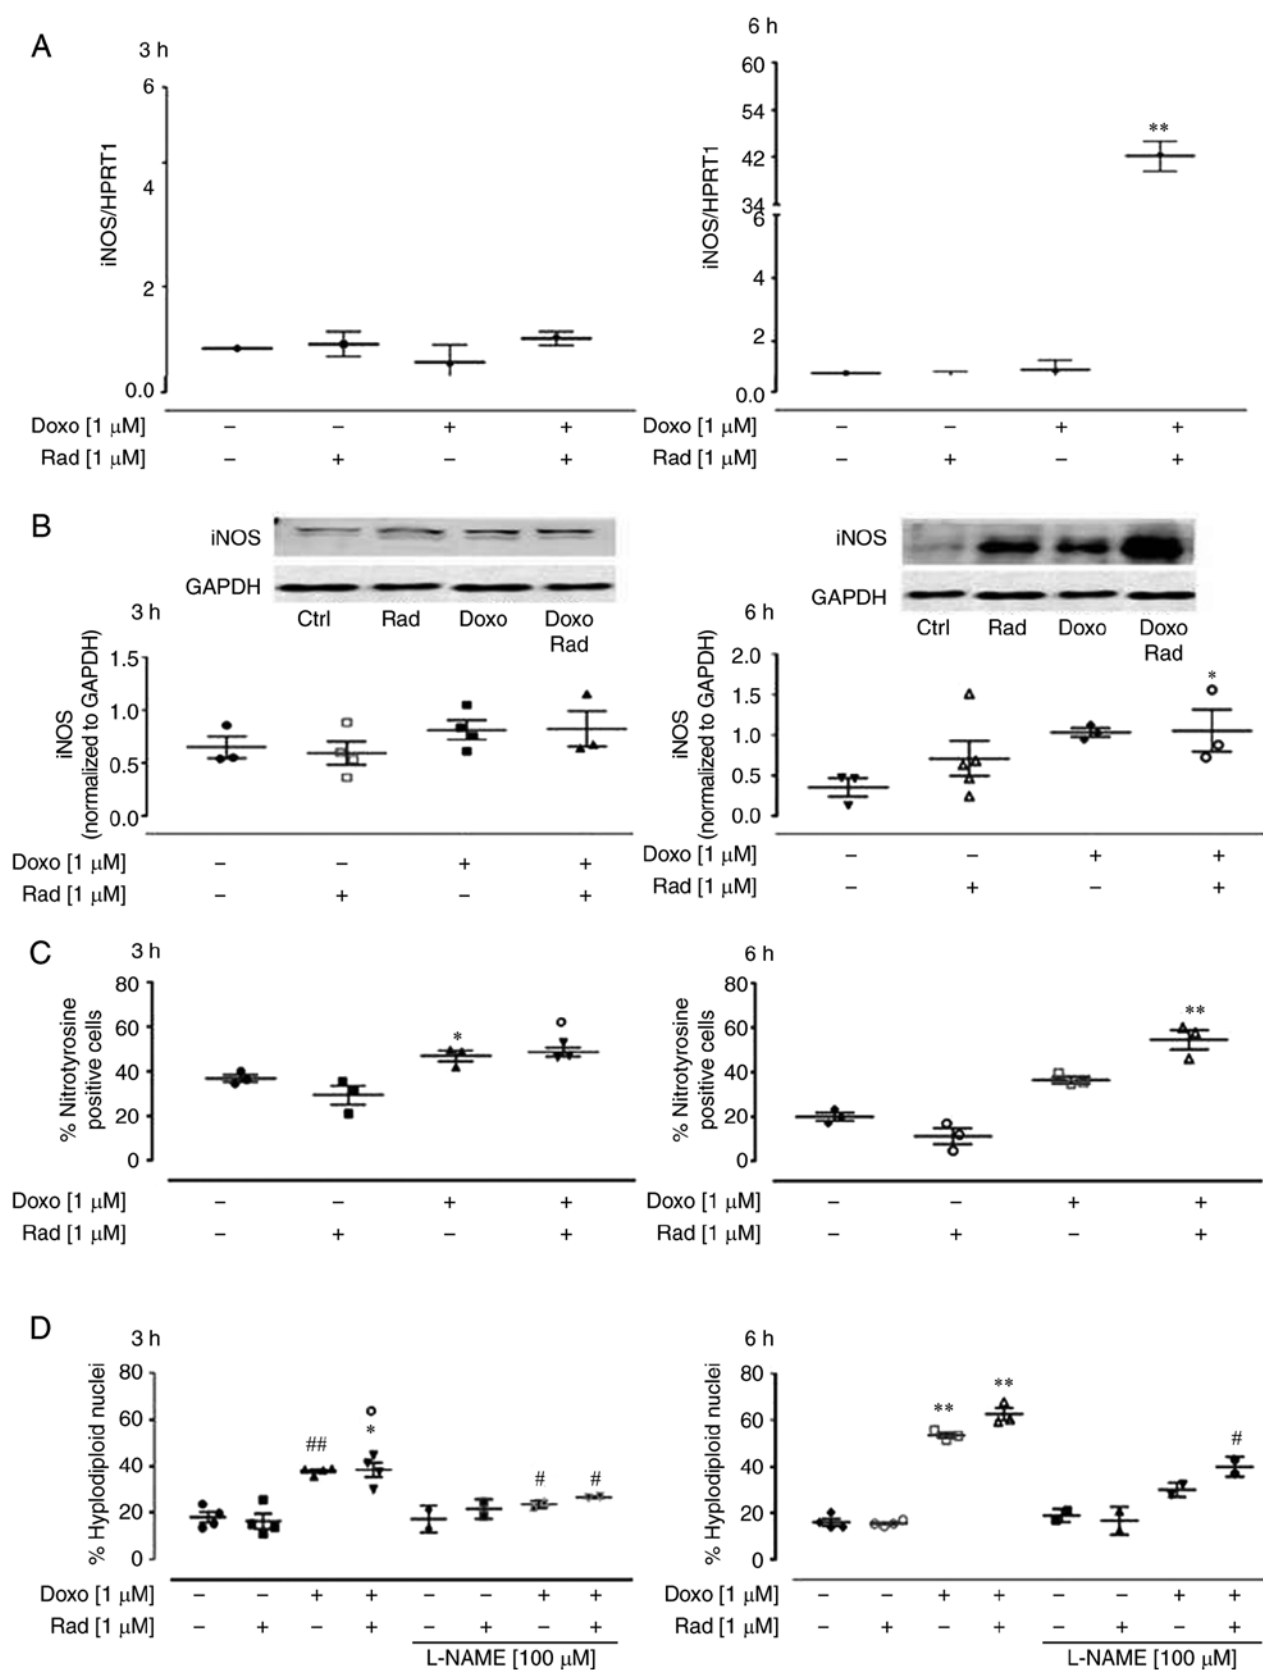 A
3 h
6
4
2
0.0
iNOS/HPRT1
Doxo [1 µM] – – + +
Rad [1 µM] – + – +
6 h
60
54
42
34
6
4
2
0.0
iNOS/HPRT1
**
Doxo [1 µM] – – + +
Rad [1 µM] – + – +
B
iNOS
GAPDH
Ctrl Rad Doxo Doxo
Rad
3 h
1.5
1.0
0.5
0.0
iNOS
(normalized to GAPDH)
Doxo [1 µM] – – + +
Rad [1 µM] – + – +
iNOS
GAPDH
Ctrl Rad Doxo Doxo
Rad
6 h
2.0
1.5
1.0
0.5
0.0
iNOS
(normalized to GAPDH)
*
Doxo [1 µM] – – + +
Rad [1 µM] – + – +
C
3 h
80
60
40
20
0
% Nitrotyrosine
positive cells
*
Doxo [1 µM] – – + +
Rad [1 µM] – + – +
6 h
80
60
40
20
0
% Nitrotyrosine
positive cells
**
Doxo [1 µM] – – + +
Rad [1 µM] – + – +
D
3 h
80
60
40
20
0
% Hyplodiploid nuclei
## * # #
Doxo [1 µM] – – + + – – + +
Rad [1 µM] – + – + – + – +
L-NAME [100 µM]
6 h
80
60
40
20
0
% Hyplodiploid nuclei
** ** #
Doxo [1 µM] – – + + – – + +
Rad [1 µM] – + – + – + – +
L-NAME [100 µM]